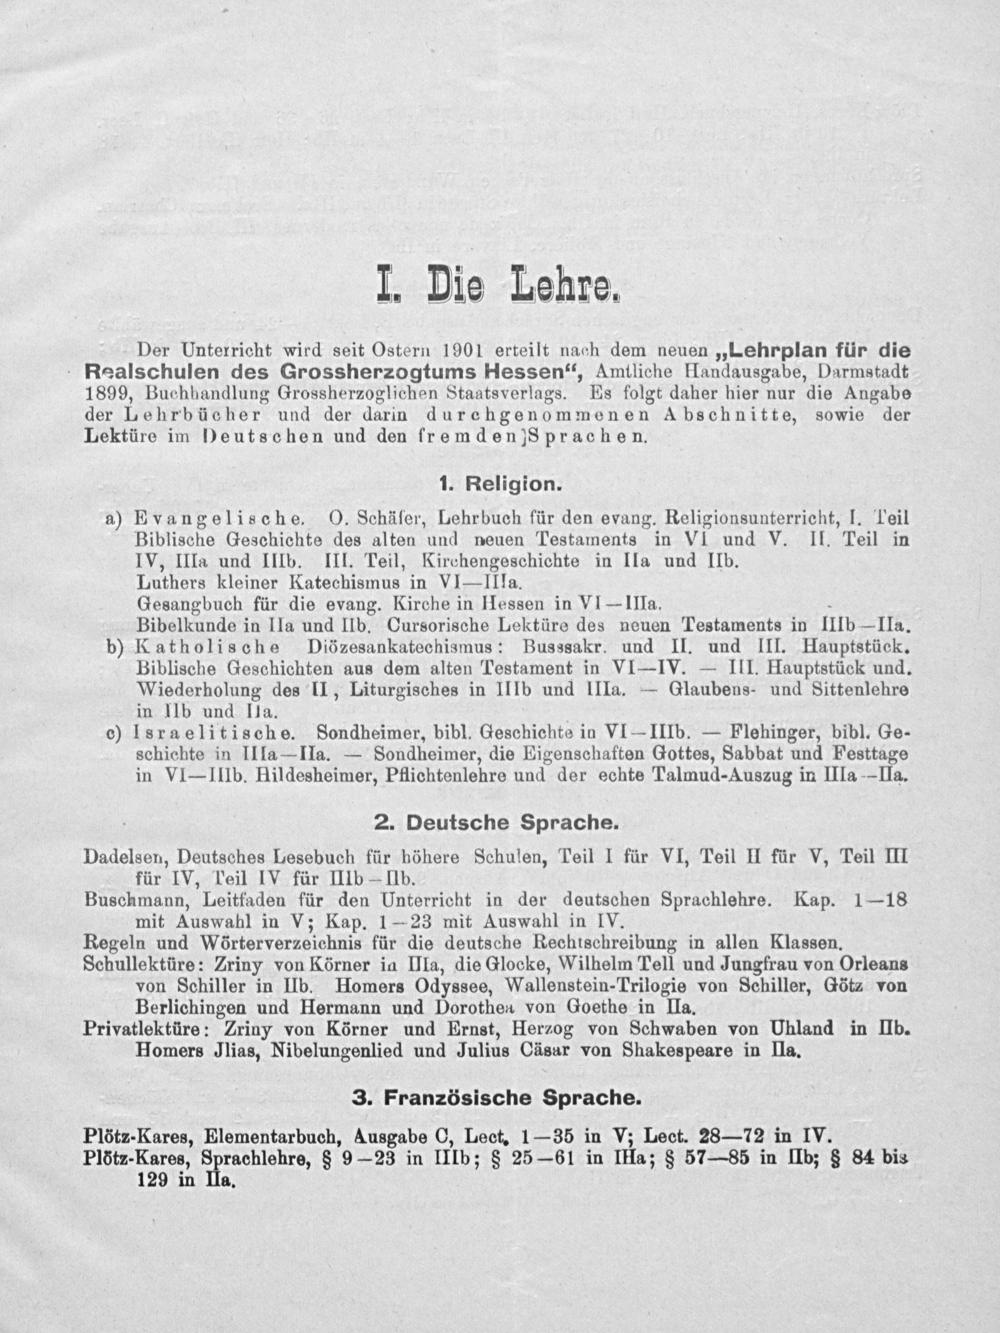 I. Die Lehre.
Der Unterricht wird seit Ostern 1901 erteilt nach dem neuen „Lehrplan für die
Realschulen des Grossherzogtums Hessen“, Amtliche Handausgabe, Darmstadt
1899, Buchhandlung Grossherzoglichen Staatsverlags. Es folgt daher hier nur die Angabe
der Lehrbücher und der darin durchgenommenen Abschnitte, sowie der
Lektüre im Deutschen und den fremden]Sprachen.
1. Religion.
a) Evangelische. O. Schäfer, Lehrbuch für den evang. Religionsunterricht, I. Teil
Biblische Geschichte des alten und neuen Testaments in VI und V. II. Teil in
IV, IIIa und IIIb. III. Teil, Kirchengeschichte in IIa und IIb.
Luthers kleiner Katechismus in VI—IIIa.
Gesangbuch für die evang. Kirche in Hessen in VI—IIIa.
Bibelkunde in IIa und IIb. Cursorische Lektüre des neuen Testaments in IIIb—IIa.
b) Katholische Diözesankatechismus: Busssakr. und II. und III. Hauptstück.
Biblische Geschichten aus dem alten Testament in VI—IV. — III. Hauptstück und.
Wiederholung des II, Liturgisches in IIIb und IIIa. — Glaubens- und Sittenlehre
in IIb und IIa.
c) Israelitische. Sondheimer, bibl. Geschichte in VI—IIIb. — Flehinger, bibl. Ge-
schichte in IIIa—IIa. — Sondheimer, die Eigenschaften Gottes, Sabbat und Festtage
in VI—IIIb. Hildesheimer, Pflichtenlehre und der echte Talmud-Auszug in IIIa—IIa.
2. Deutsche Sprache.
Dadelsen, Deutsches Lesebuch für höhere Schulen, Teil I für VI, Teil II für V, Teil III
für IV, Teil IV für IIIb—IIb.
Buschmann, Leitfaden für den Unterricht in der deutschen Sprachlehre. Kap. 1—18
mit Auswahl in V; Kap. 1—23 mit Auswahl in IV.
Regeln und Wörterverzeichnis für die deutsche Rechtschreibung in allen Klassen.
Schullektüre: Zriny von Körner in IIIa, die Glocke, Wilhelm Tell und Jungfrau von Orleans
von Schiller in IIb. Homers Odyssee, Wallenstein-Trilogie von Schiller, Götz von
Berlichingen und Hermann und Dorothea von Goethe in IIa.
Privatlektüre: Zriny von Körner und Ernst, Herzog von Schwaben von Uhland in IIb.
Homers Jlias, Nibelungenlied und Julius Cäsar von Shakespeare in IIa.
3. Französische Sprache.
Plötz-Kares, Elementarbuch, Ausgabe C, Lect. 1—35 in V; Lect. 28—72 in IV.
Plötz-Kares, Sprachlehre, § 9—23 in IIIb; § 25—61 in IIIa; § 57—85 in IIb; § 84 bis
129 in IIa.